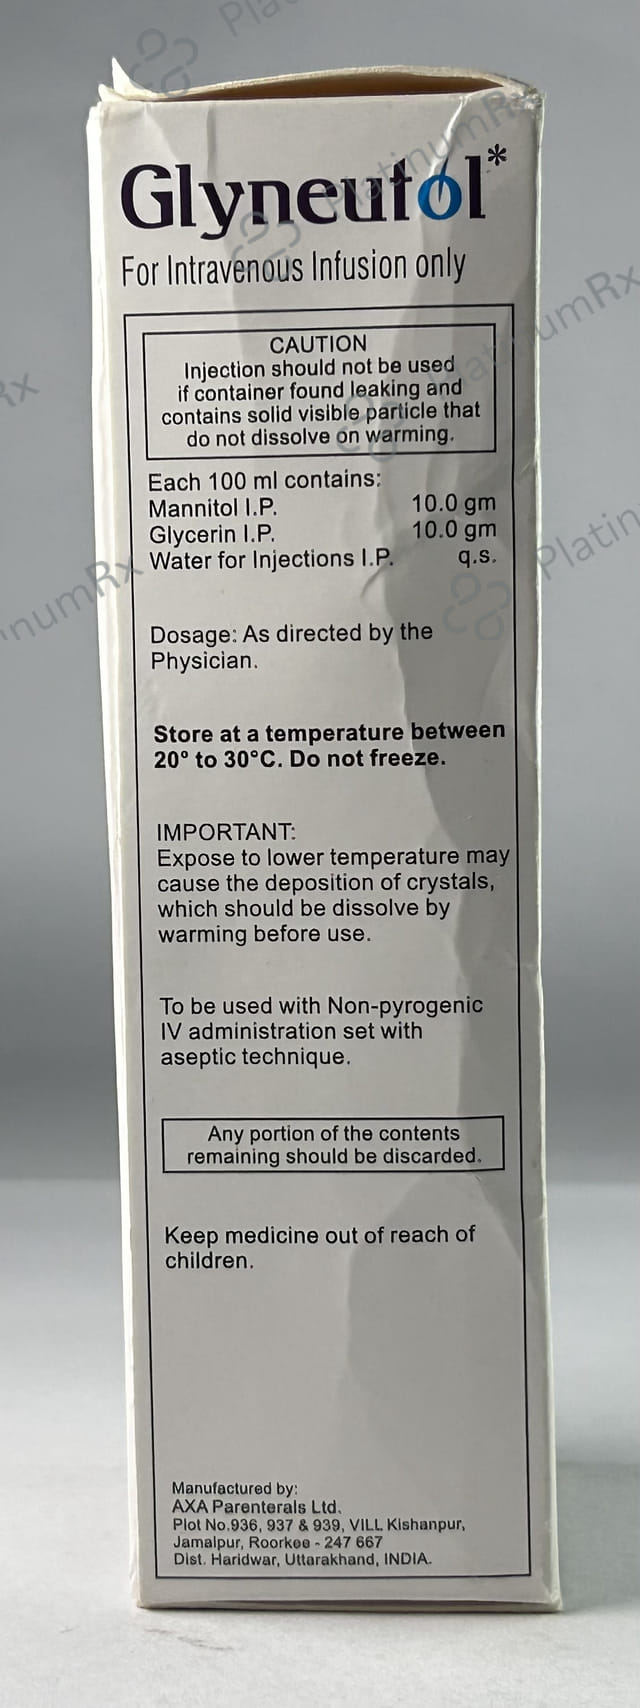 Glyneutol*
For Intravenous Infusion only
CAUTION
Injection should not be used
if container found leaking and
contains solid visible particle that
do not dissolve on warming.
Each 100 ml contains:
Mannitol I.P. 10.0 gm
Glycerin I.P. 10.0 gm
Water for Injections I.P. q.s.
Dosage: As directed by the
Physician.
Store at a temperature between
20° to 30°C. Do not freeze.
IMPORTANT:
Expose to lower temperature may
cause the deposition of crystals,
which should be dissolve by
warming before use.
To be used with Non-pyrogenic
IV administration set with
aseptic technique.
Any portion of the contents
remaining should be discarded.
Keep medicine out of reach of
children.
Manufactured by:
AXA Parenterals Ltd.
Plot No.936, 937 & 939, VILL Kishanpur,
Jamalpur, Roorkee - 247 667
Dist. Haridwar, Uttarakhand, INDIA.
PlatinumRx